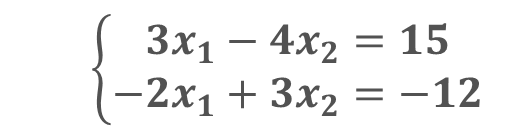 3x₁ − 4x₂ = 15
−2x₁ + 3x₂ = −12